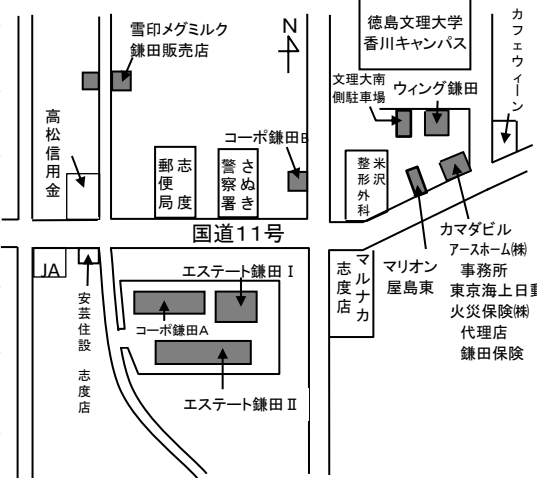 雪印メグミルク
鎌田販売店
N
徳島文理大学
香川キャンパス
カフェウィーン
文理大南
側駐車場
ウィング鎌田
高松信用金
コーポ鎌田B
志度
郵便局
さぬき
警察署
米沢
整形外科
国道11号
カマダビル
アースホーム㈱
事務所
東京海上日動
火災保険㈱
代理店
鎌田保険
マリオン
屋島東
マルナカ
志度店
JA
安芸住設 志度店
エステート鎌田Ⅰ
コーポ鎌田A
エステート鎌田Ⅱ